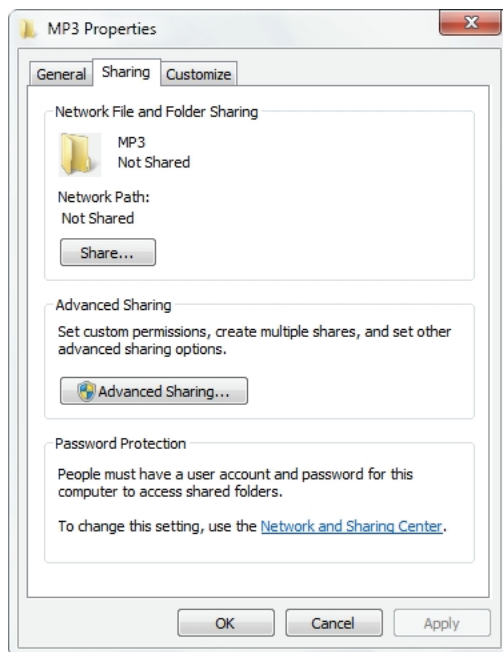 MP3 Properties
General Sharing Customize
Network File and Folder Sharing
MP3
Not Shared
Network Path:
Not Shared
Share...
Advanced Sharing
Set custom permissions, create multiple shares, and set other
advanced sharing options.
Advanced Sharing...
Password Protection
People must have a user account and password for this
computer to access shared folders.
To change this setting, use the Network and Sharing Center.
OK Cancel Apply